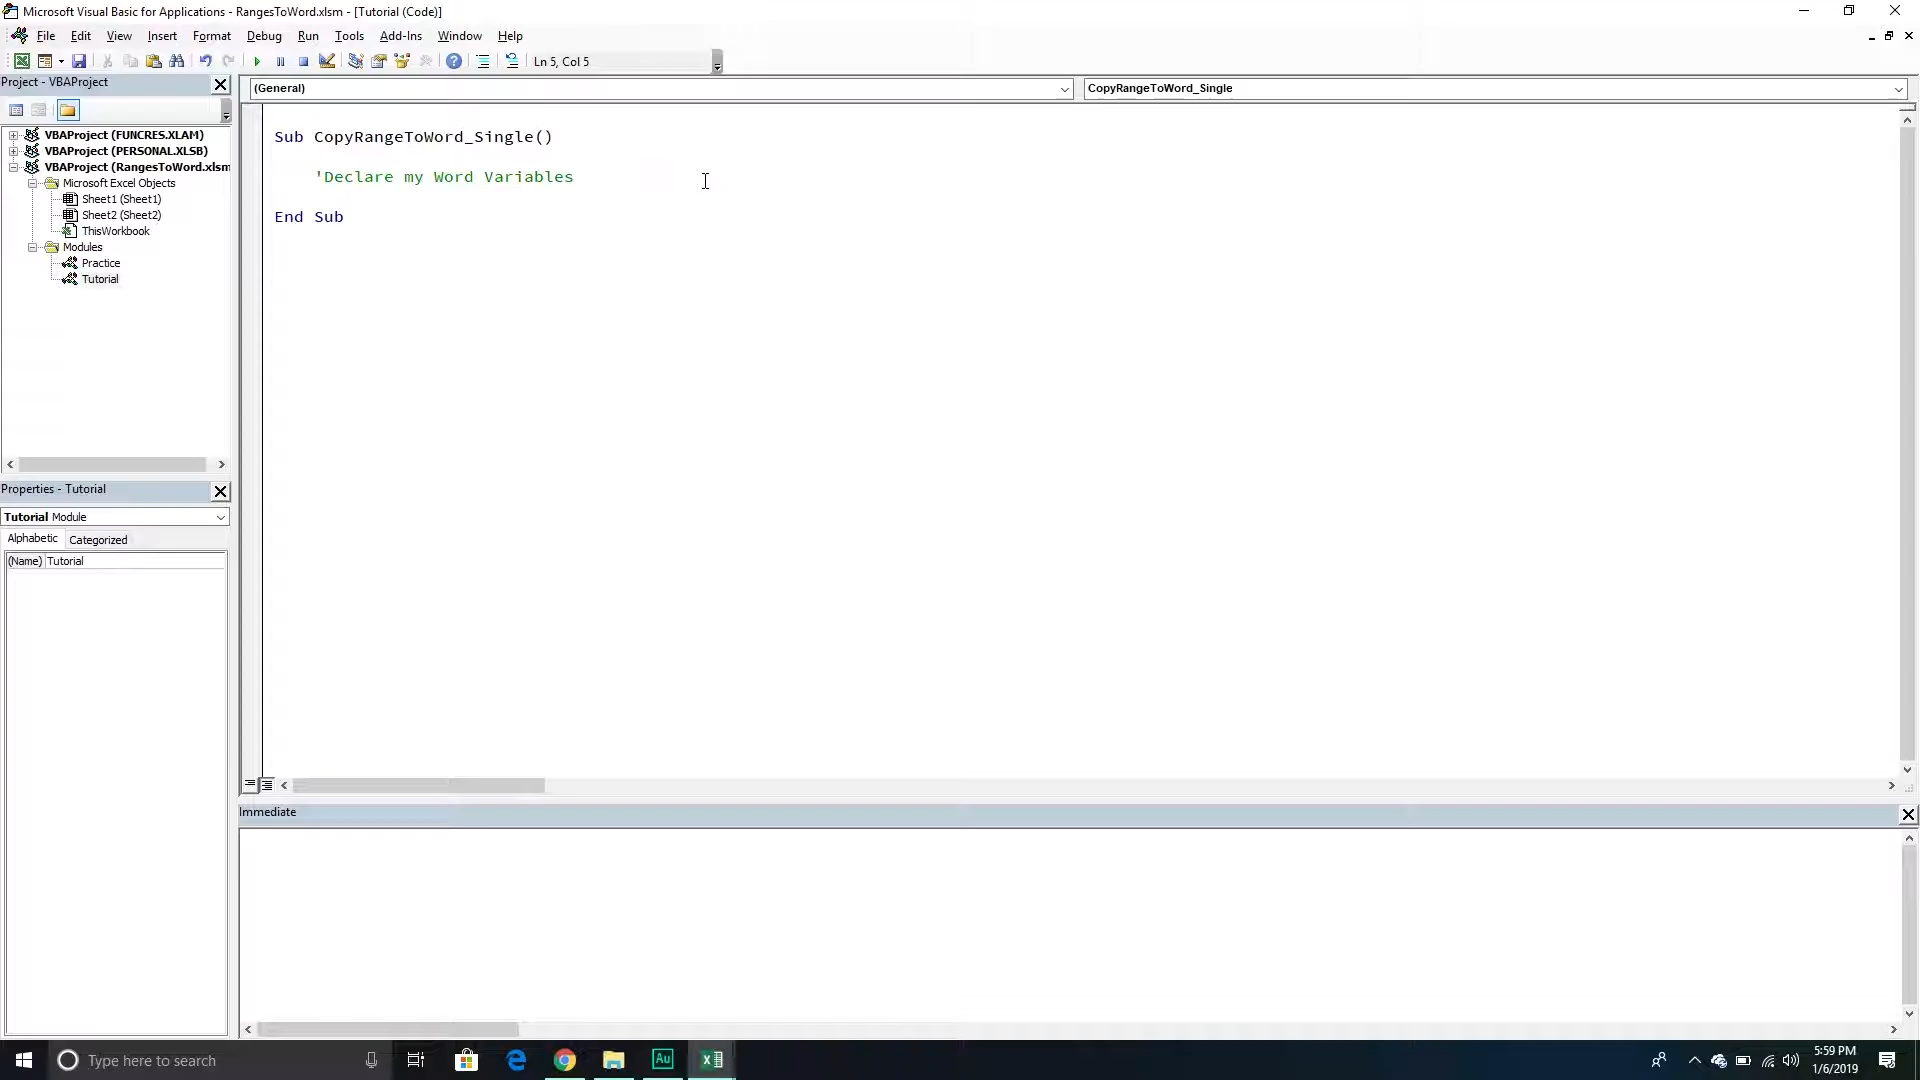 Microsoft Visual Basic for Applications - RangesToWord.xlsm - [Tutorial (Code)]
File Edit View Insert Format Debug Run Tools Add-Ins Window Help
Ln 5, Col 5
Project - VBAProject
(General)
CopyRangeToWord_Single
VBAProject (FUNCRES.XLAM)
VBAProject (PERSONAL.XLSB)
VBAProject (RangesToWord.xlsm
Microsoft Excel Objects
Sheet1 (Sheet1)
Sheet2 (Sheet2)
ThisWorkbook
Modules
Practice
Tutorial
Sub CopyRangeToWord_Single()
'Declare my Word Variables
End Sub
Properties - Tutorial
Tutorial Module
Alphabetic Categorized
(Name) Tutorial
Immediate
Type here to search
Au
5:59 PM
1/6/2019